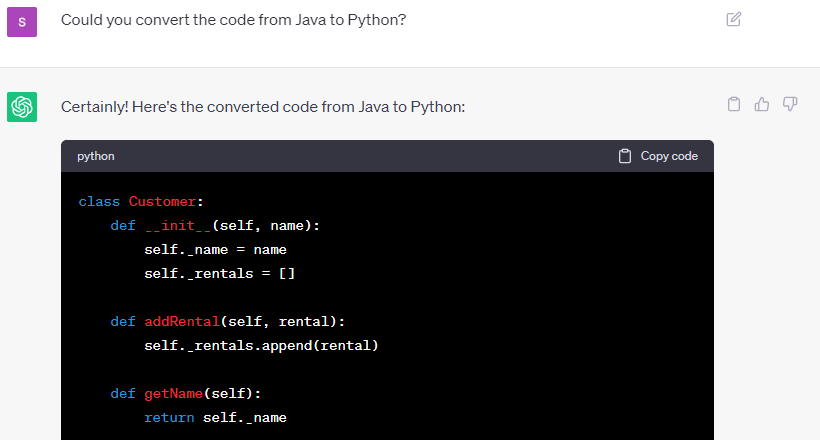 S
Could you convert the code from Java to Python?
Certainly! Here's the converted code from Java to Python:
python Copy code
class Customer:
    def __init__(self, name):
        self._name = name
        self._rentals = []
    def addRental(self, rental):
        self._rentals.append(rental)
    def getName(self):
        return self._name